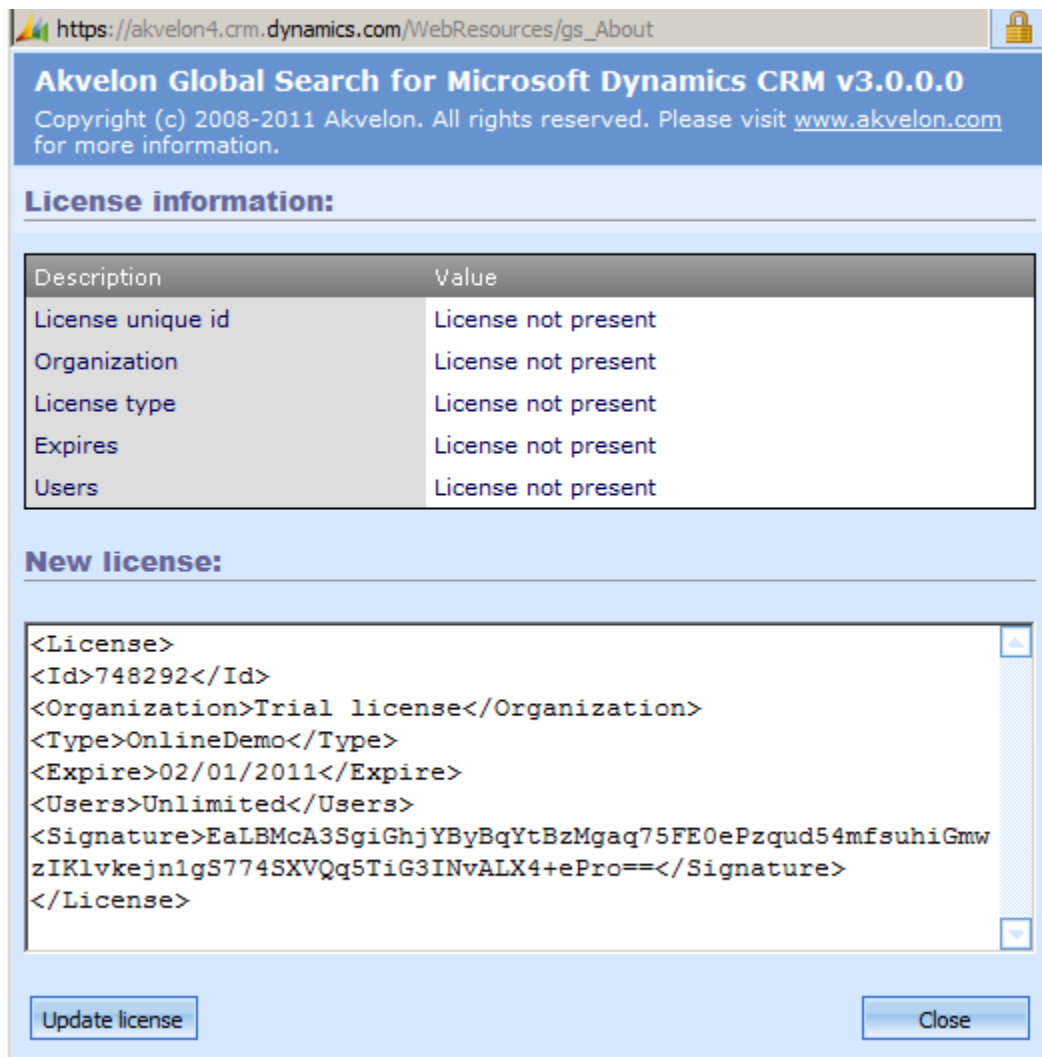 https://akvelon4.crm.dynamics.com/WebResources/gs_About
Akvelon Global Search for Microsoft Dynamics CRM v3.0.0.0
Copyright (c) 2008-2011 Akvelon. All rights reserved. Please visit www.akvelon.com
for more information.
License information:
Description Value
License unique id License not present
Organization License not present
License type License not present
Expires License not present
Users License not present
New license:
<License>
<Id>748292</Id>
<Organization>Trial license</Organization>
<Type>OnlineDemo</Type>
<Expire>02/01/2011</Expire>
<Users>Unlimited</Users>
<Signature>EaLBMcA3SgiGhjYByBqYtBzMgaq75FE0ePzqud54mfsuhiGmw
zIKlvkejn1gS774SXVQq5TiG3INvALX4+ePro==</Signature>
</License>
Update license Close